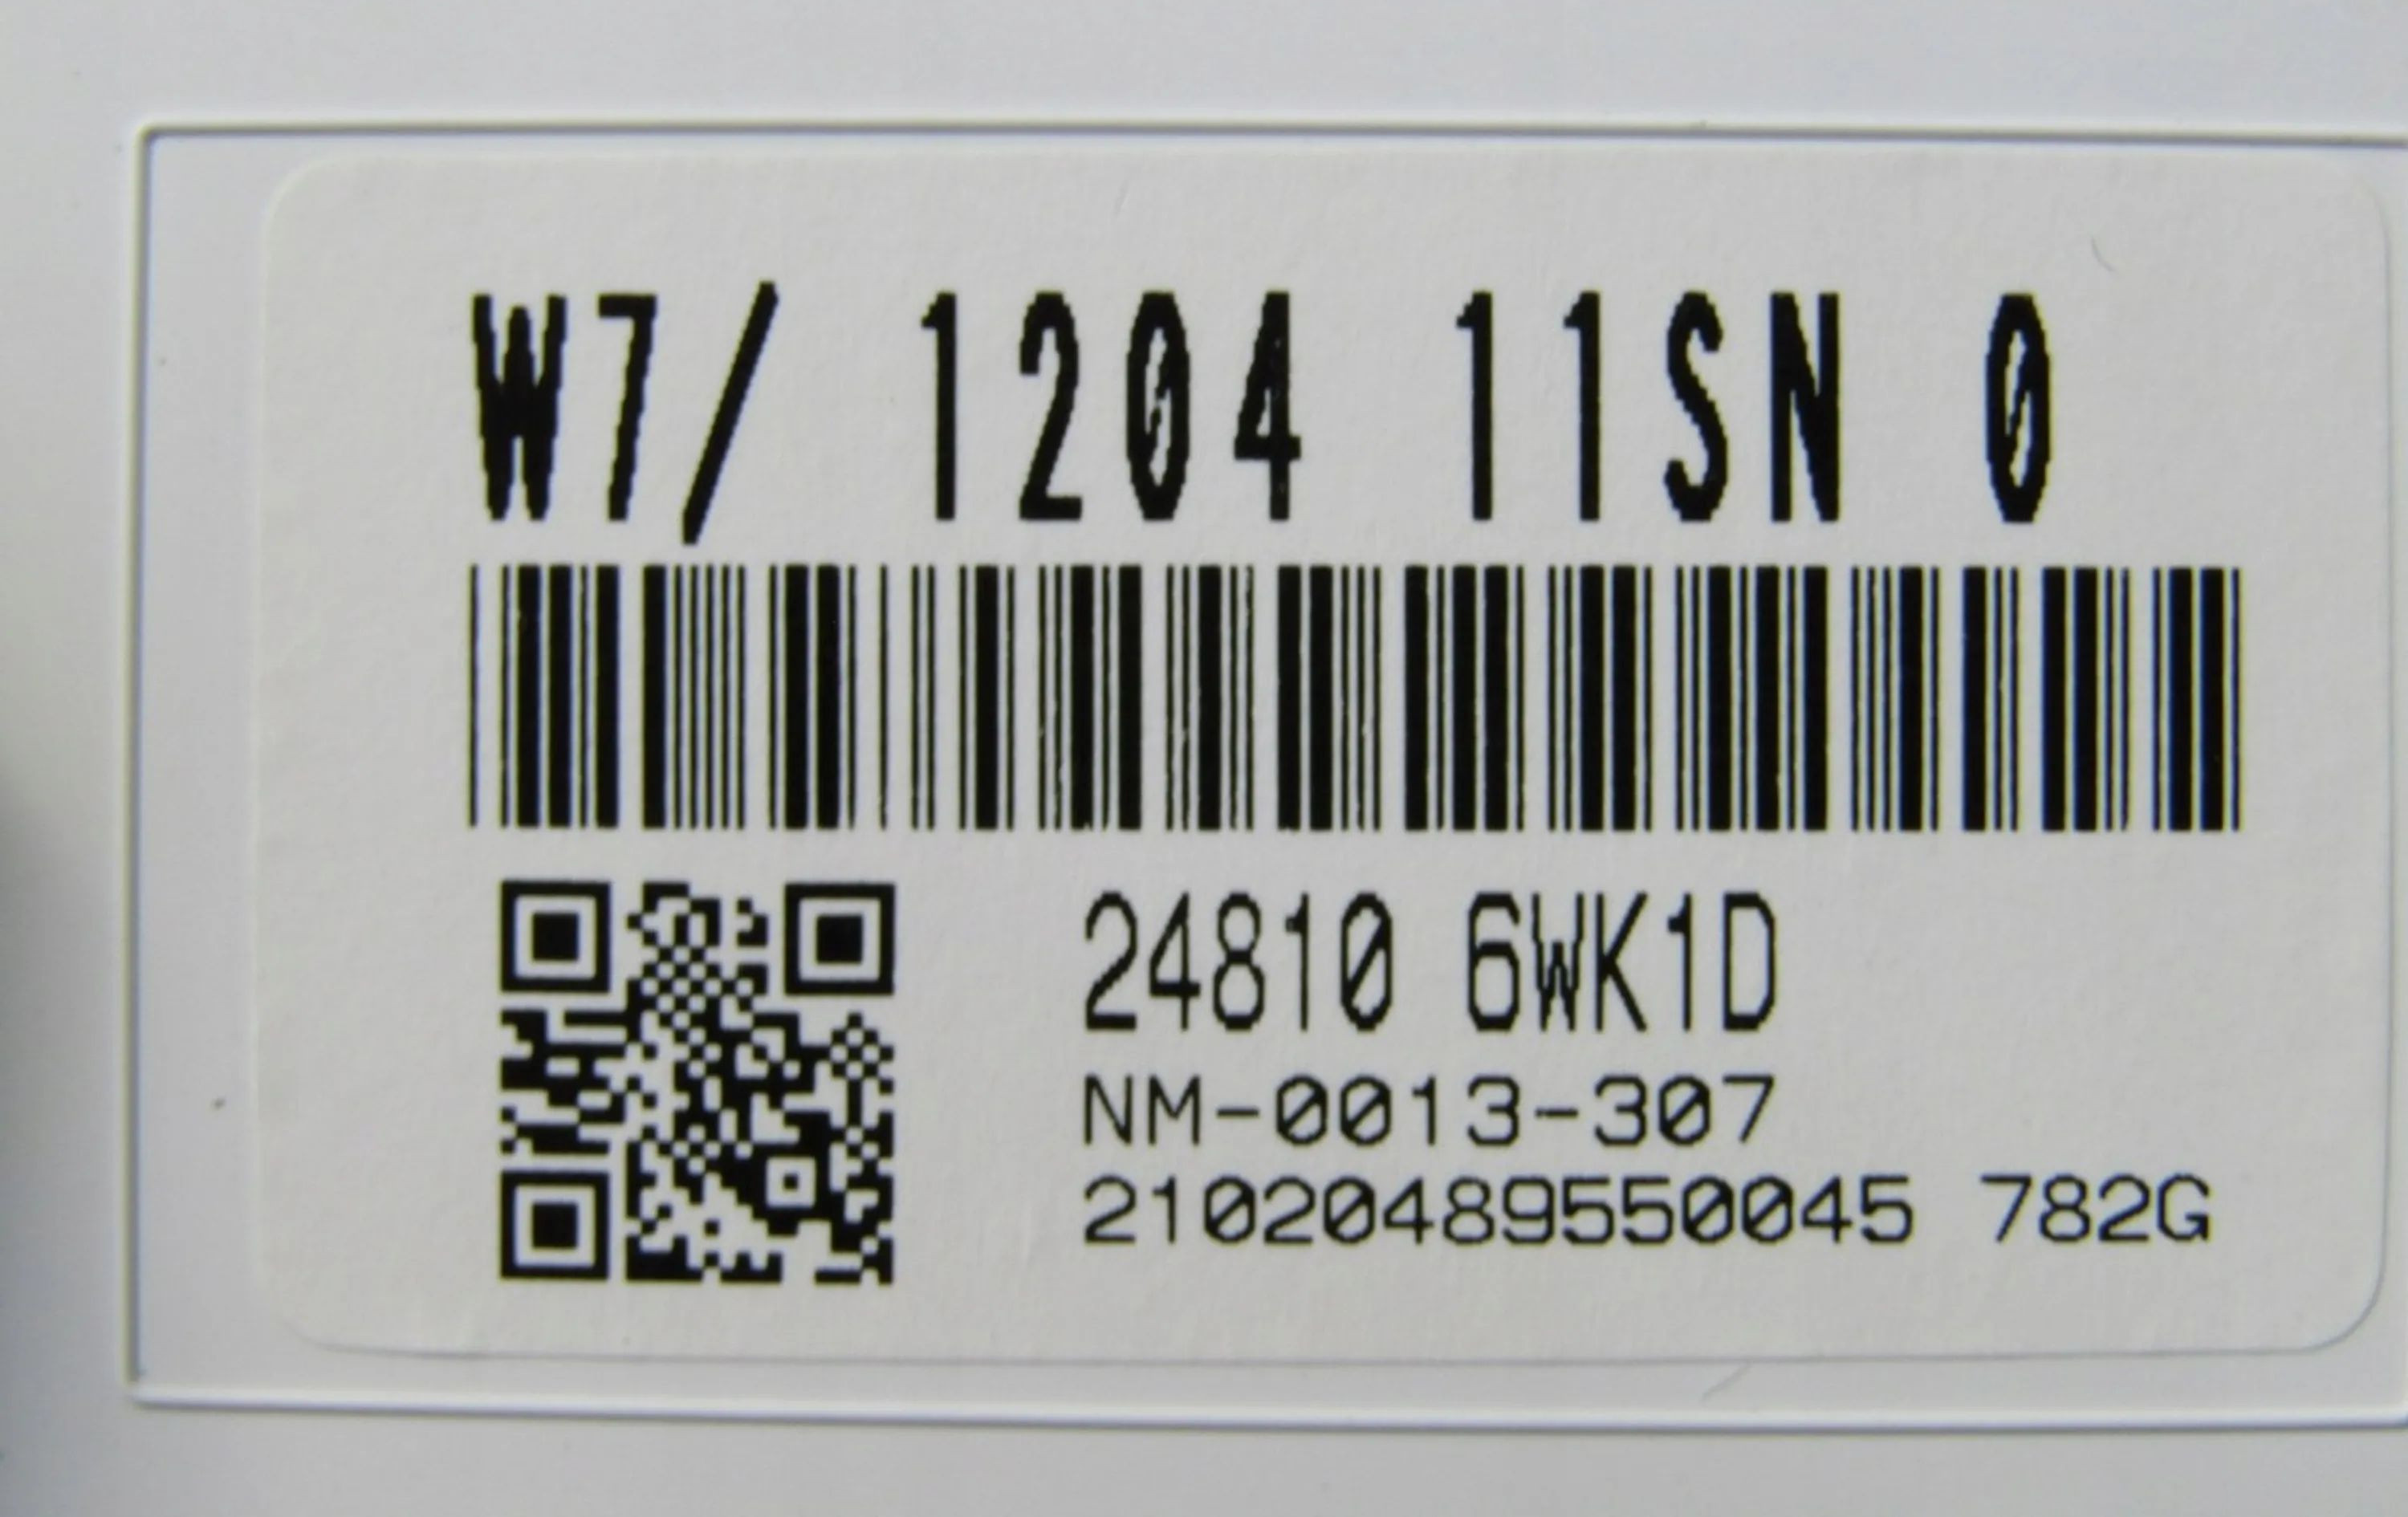 W7/ 1204 11SN 0
24810 6WK1D
NM-0013-307
21020489550045 782G